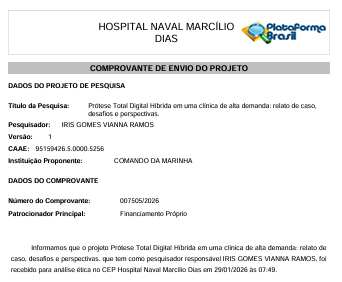 HOSPITAL NAVAL MARCÍLIO
DIAS
Plataforma
Brasil
COMPROVANTE DE ENVIO DO PROJETO
DADOS DO PROJETO DE PESQUISA
Título da Pesquisa: Prótese Total Digital Híbrida em uma clínica de alta demanda: relato de caso,
desafios e perspectivas.
Pesquisador: IRIS GOMES VIANNA RAMOS
Versão: 1
CAAE: 95159426.5.0000.5256
Instituição Proponente: COMANDO DA MARINHA
DADOS DO COMPROVANTE
Número do Comprovante: 007505/2026
Patrocionador Principal: Financiamento Próprio
Informamos que o projeto Prótese Total Digital Híbrida em uma clínica de alta demanda: relato de
caso, desafios e perspectivas. que tem como pesquisador responsável IRIS GOMES VIANNA RAMOS, foi
recebido para análise ética no CEP Hospital Naval Marcílio Dias em 29/01/2026 às 07:49.